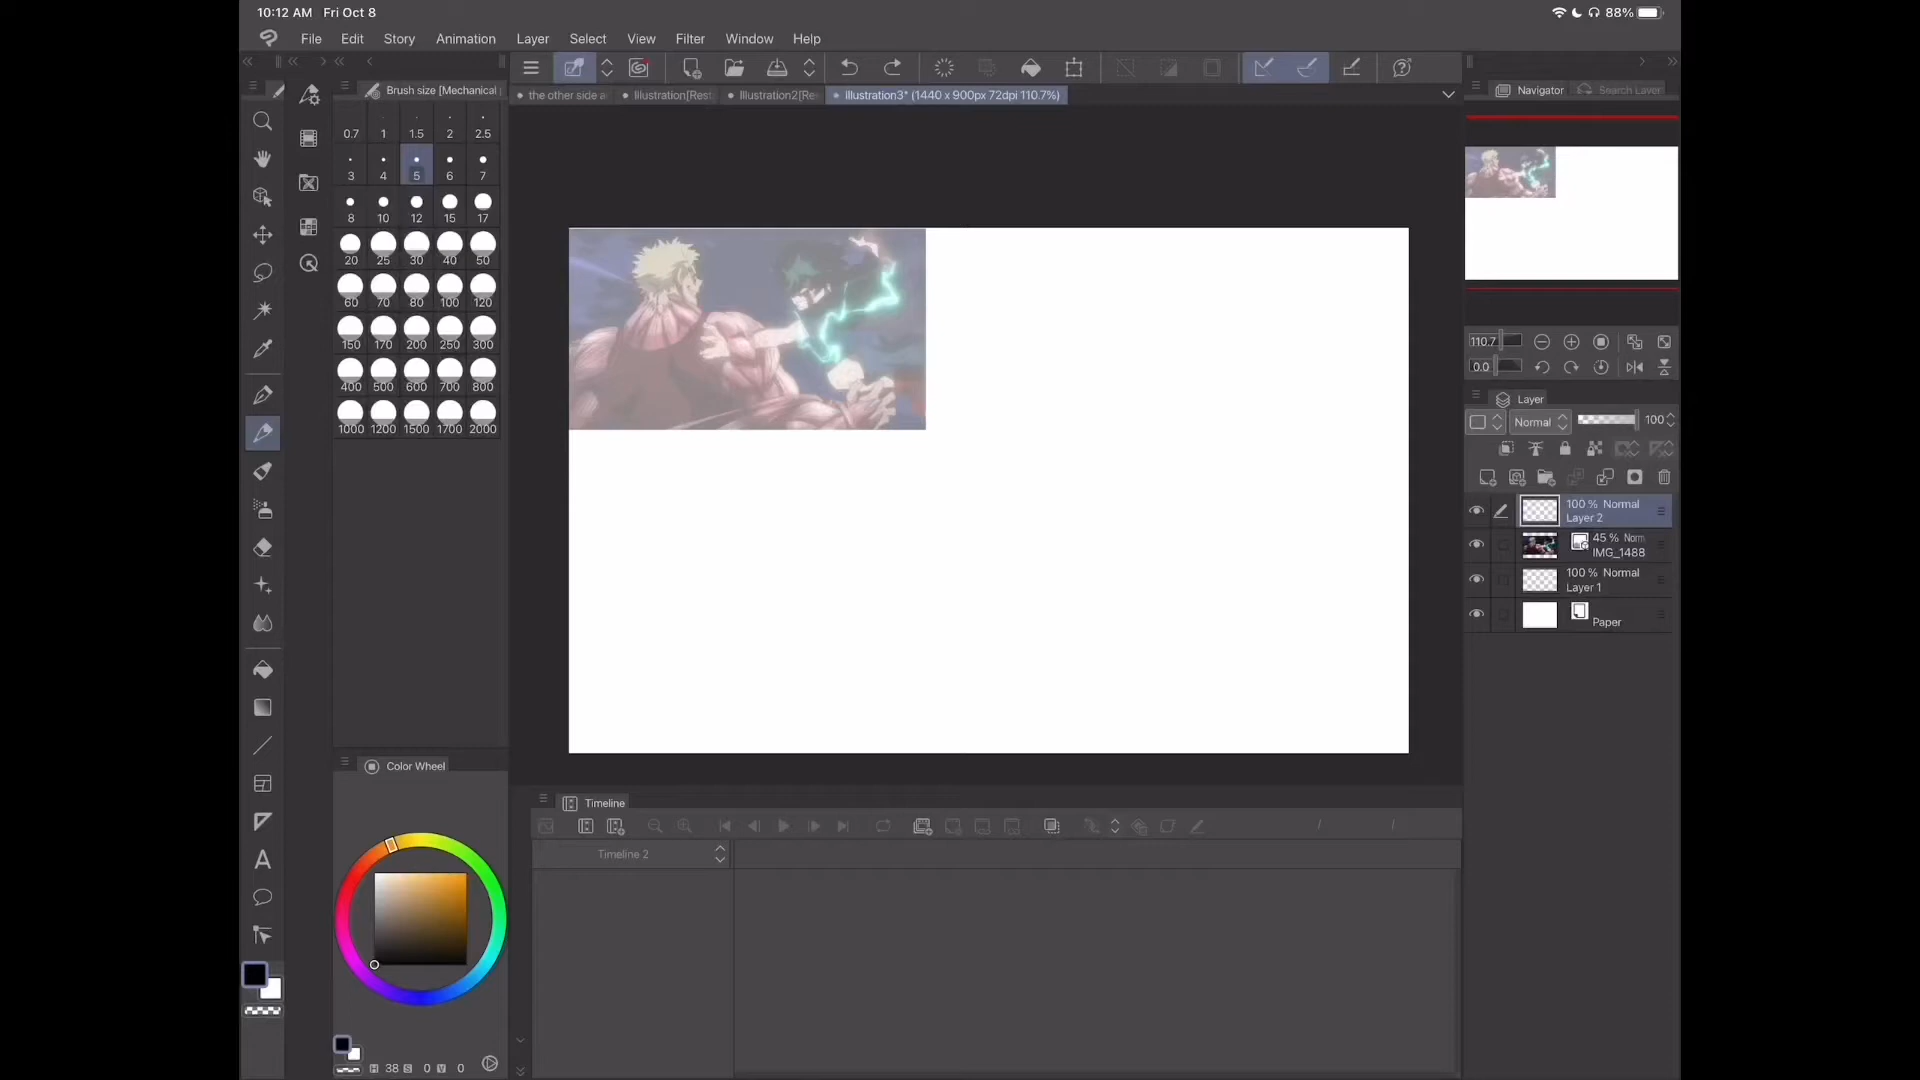 10:12 AM Fri Oct 8
88%
File Edit Story Animation Layer Select View Filter Window Help
Brush size [Mechanical
the other side a
Illustration[Rest
Illustration2[Re
Illustration3* (1440 x 900px 72dpi 110.7%)
Navigator
Search Layer
0.7 1 1.5 2 2.5
3 4 5 6 7
8 10 12 15 17
20 25 30 40 50
60 70 80 100 120
150 170 200 250 300
400 500 600 700 800
1000 1200 1500 1700 2000
110.7
0.0
Layer
Normal 100
100 % Normal
Layer 2
45 % Norm
IMG_1488
100 % Normal
Layer 1
Paper
Color Wheel
Timeline
Timeline 2
H 38 S 0 V 0